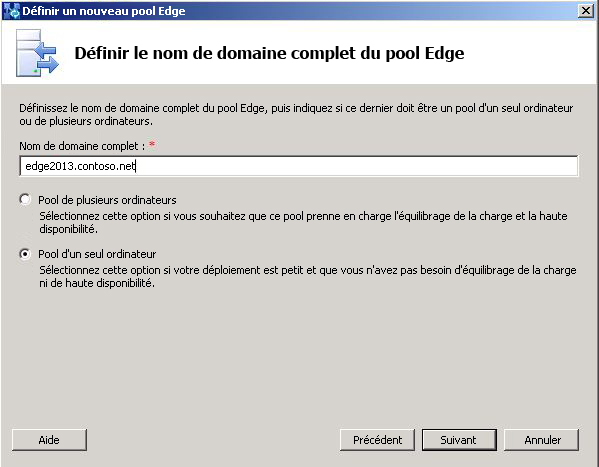 Définir un nouveau pool Edge
Définir le nom de domaine complet du pool Edge
Définissez le nom de domaine complet du pool Edge, puis indiquez si ce dernier doit être un pool d'un seul ordinateur
ou de plusieurs ordinateurs.
Nom de domaine complet : *
edge2013.contoso.net
Pool de plusieurs ordinateurs
Sélectionnez cette option si vous souhaitez que ce pool prenne en charge l'équilibrage de la charge et la haute
disponibilité.
Pool d'un seul ordinateur
Sélectionnez cette option si votre déploiement est petit et que vous n'avez pas besoin d'équilibrage de la charge
ni de haute disponibilité.
Aide
Précédent
Suivant
Annuler